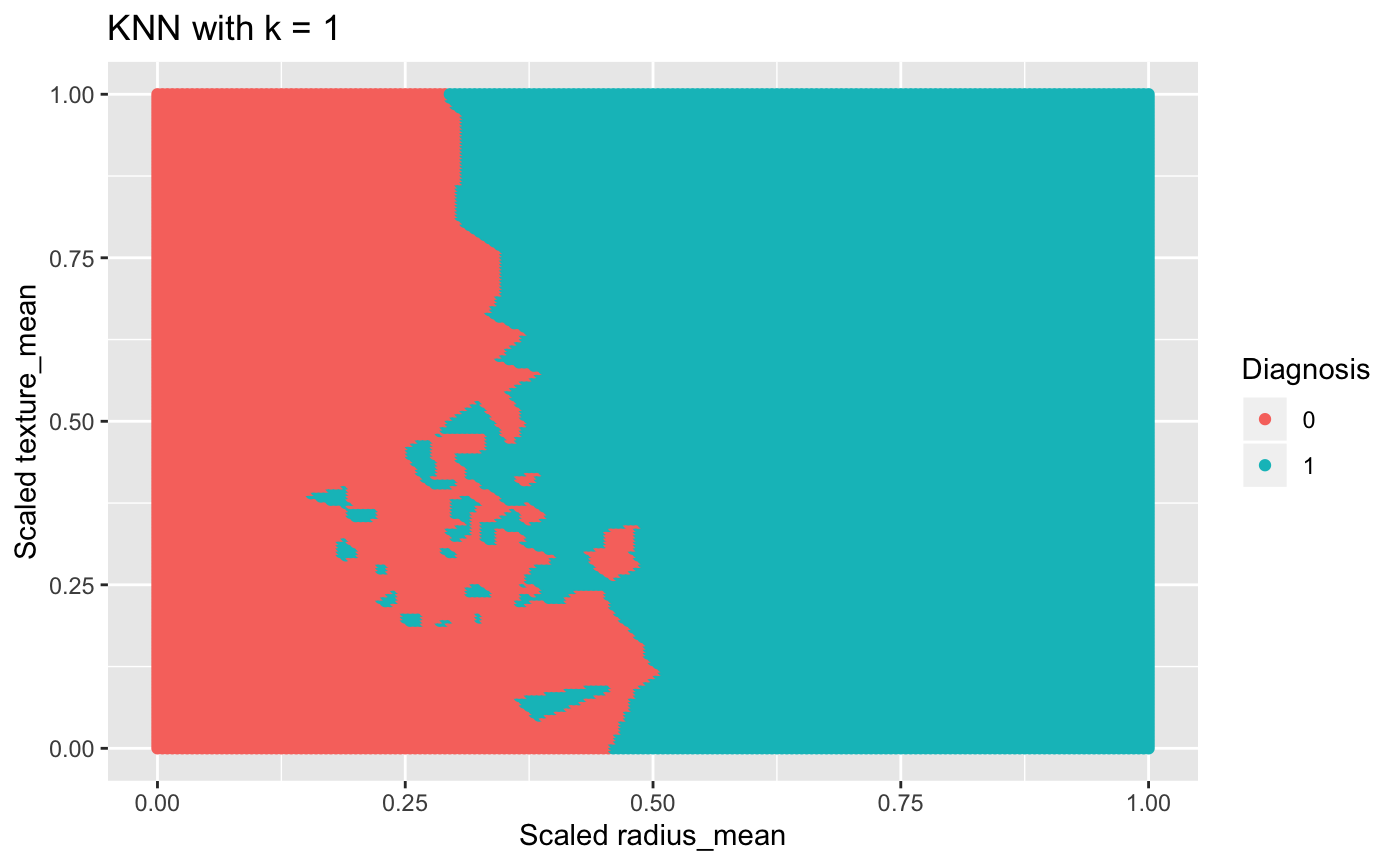 KNN with k = 1
Scaled texture_mean
1.00
0.75
0.50
0.25
0.00
0.00 0.25 0.50 0.75 1.00
Scaled radius_mean
Diagnosis
0
1